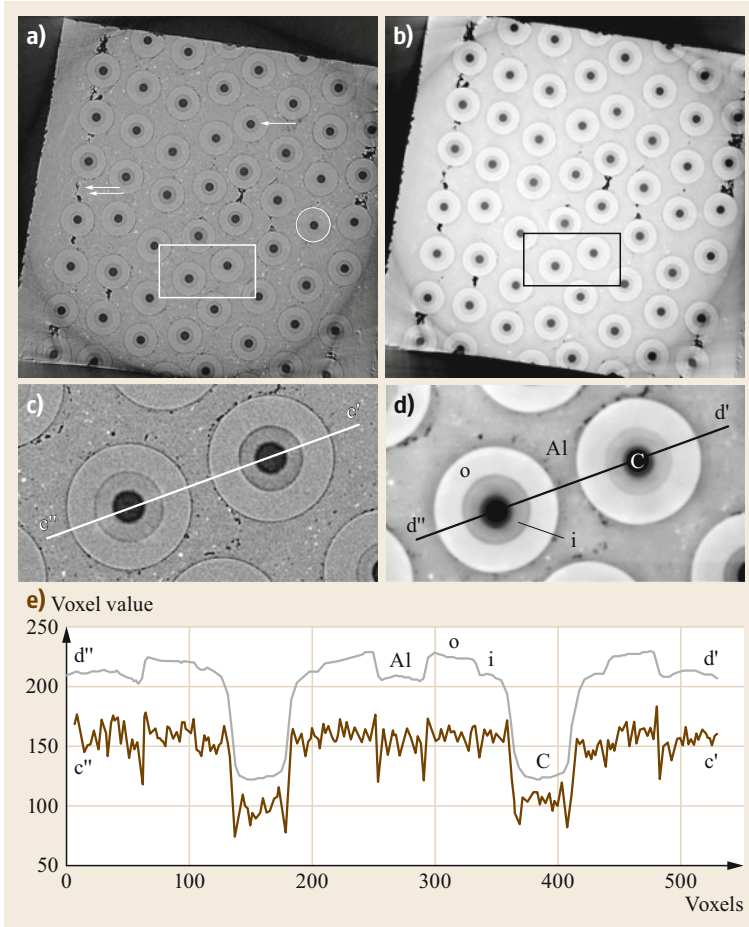 a)
b)
c)
c'
c''
d)
d'
Al
C
o
d''
i
e) Voxel value
250
d''
o
Al
i
d'
200
150
c''
C
c'
100
50
0 100 200 300 400 500
Voxels